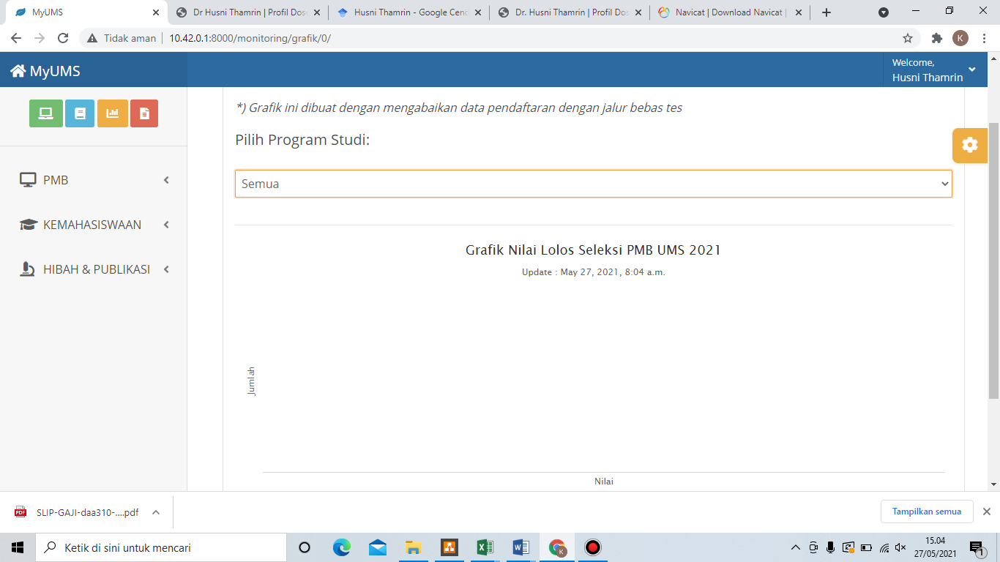 MyUMS
Dr Husni Thamrin | Profil Dos
Husni Thamrin - Google Cend
Dr. Husni Thamrin | Profil Dos
Navicat | Download Navicat |
Tidak aman
10.42.0.1:8000/monitoring/grafik/0/
K
MyUMS
Welcome,
Husni Thamrin
*) Grafik ini dibuat dengan mengabaikan data pendaftaran dengan jalur bebas tes
Pilih Program Studi:
Semua
PMB
KEMAHASISWAAN
HIBAH & PUBLIKASI
Grafik Nilai Lolos Seleksi PMB UMS 2021
Update : May 27, 2021, 8:04 a.m.
Jumlah
Nilai
PDF
SLIP-GAJI-daa310-....pdf
Tampilkan semua
Ketik di sini untuk mencari
K
15.04
27/05/2021
1